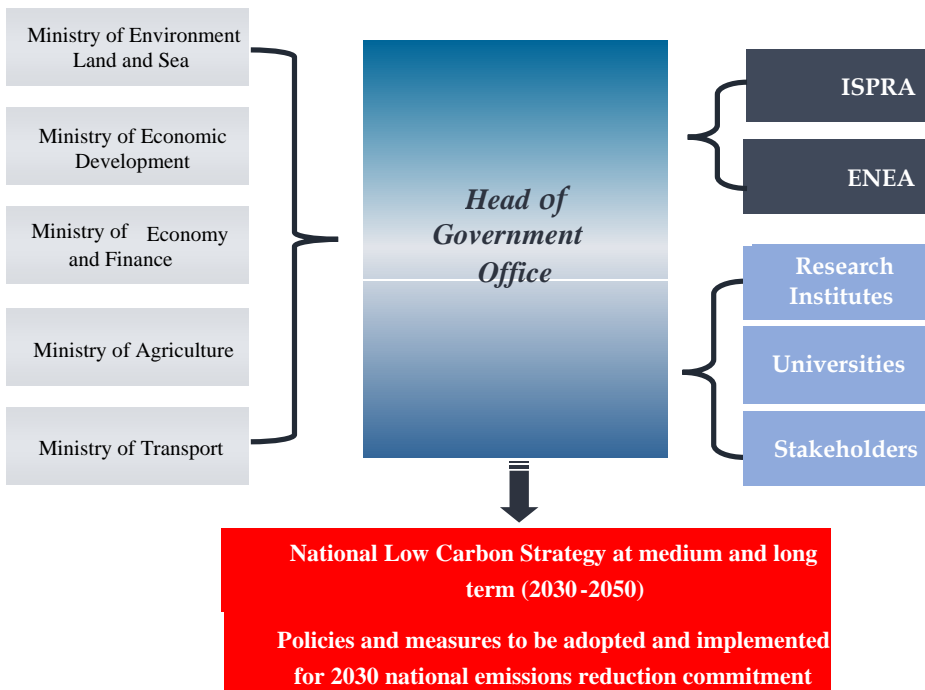 Ministry of Environment
Land and Sea
Ministry of Economic
Development
Ministry of Economy
and Finance
Ministry of Agriculture
Ministry of Transport
Head of
Government
Office
ISPRA
ENEA
Research
Institutes
Universities
Stakeholders
National Low Carbon Strategy at medium and long
term (2030-2050)
Policies and measures to be adopted and implemented
for 2030 national emissions reduction commitment